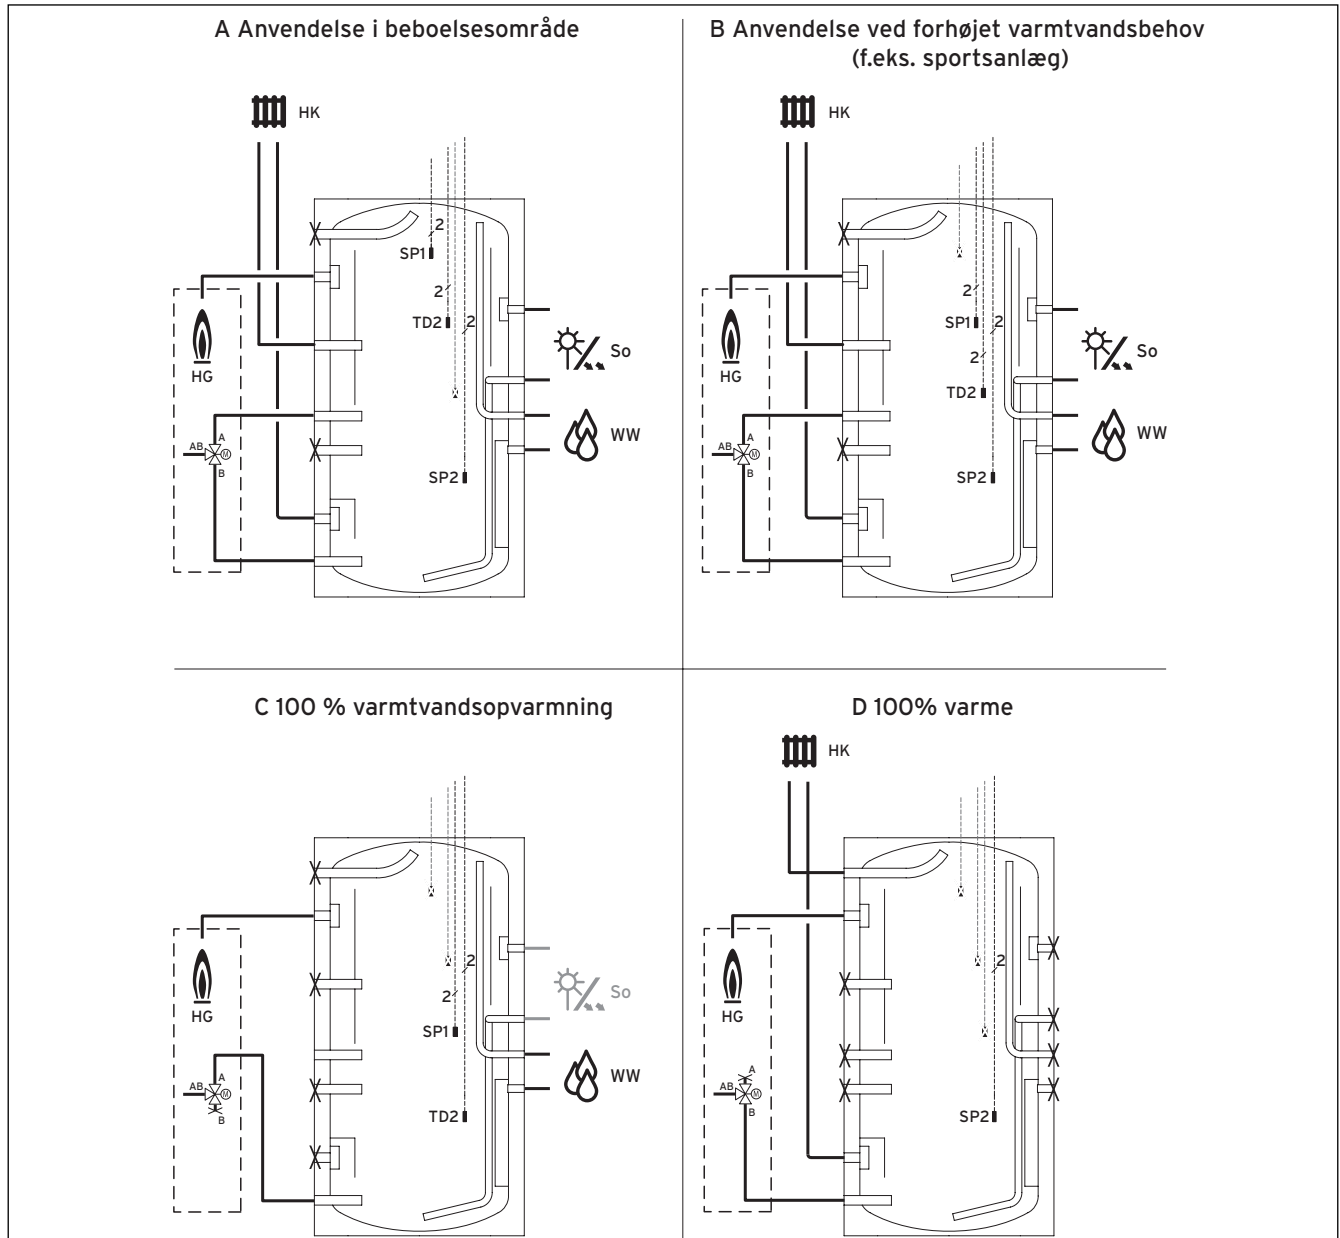 A Anvendelse i beboelsesområde
HK
2
SP1
2
TD2
2
HG
So
AB
A
M
B
WW
SP2
B Anvendelse ved forhøjet varmtvandsbehov
(f.eks. sportsanlæg)
HK
2
SP1
2
2
TD2
HG
So
AB
A
M
B
WW
SP2
C 100 % varmtvandsopvarmning
2
2
SP1
HG
So
AB
A
M
B
WW
TD2
D 100% varme
HK
2
HG
AB
A
M
B
SP2